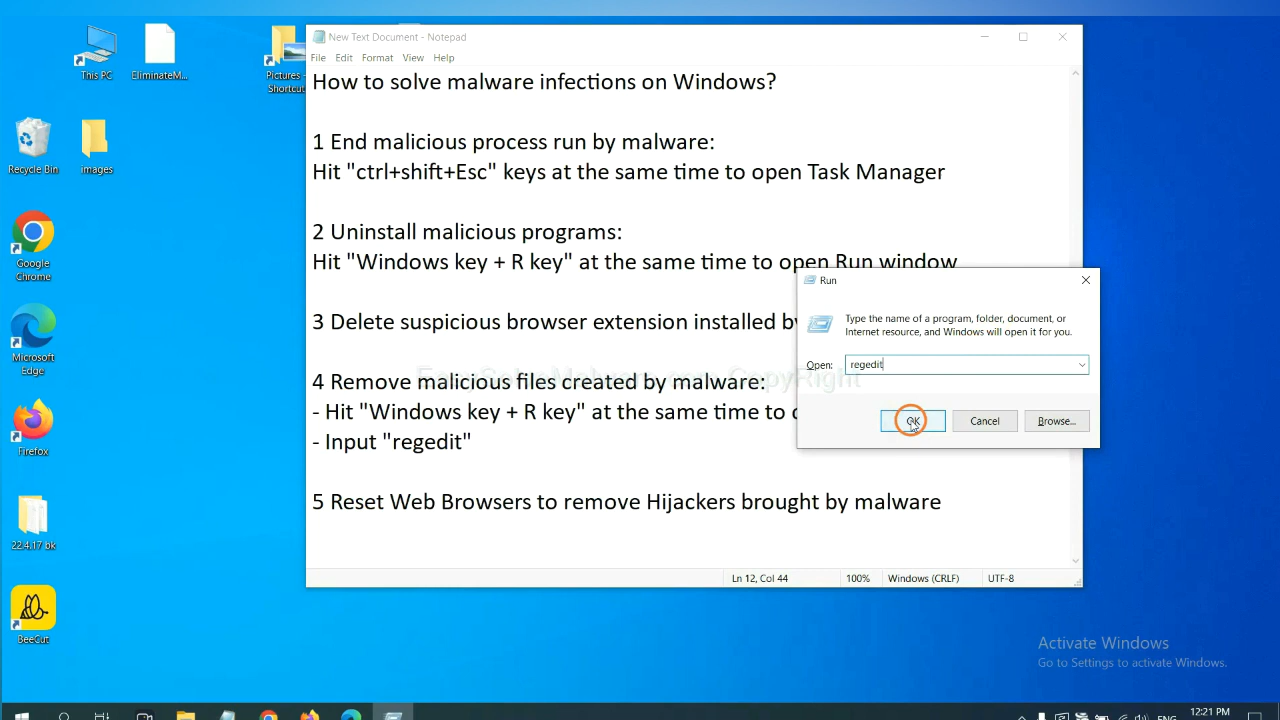 This PC
EliminateM...
Pictures -
Shortcut
Recycle Bin
images
Google
Chrome
Microsoft
Edge
Firefox
22.4.17 bk
BeeCut
New Text Document - Notepad
File Edit Format View Help
How to solve malware infections on Windows?
1 End malicious process run by malware:
Hit "ctrl+shift+Esc" keys at the same time to open Task Manager
2 Uninstall malicious programs:
Hit "Windows key + R key" at the same time to open Run window
3 Delete suspicious browser extension installed by
4 Remove malicious files created by malware:
- Hit "Windows key + R key" at the same time to
- Input "regedit"
5 Reset Web Browsers to remove Hijackers brought by malware
Ln 12, Col 44 100% Windows (CRLF) UTF-8
Run
Type the name of a program, folder, document, or
Internet resource, and Windows will open it for you.
Open: regedit
OK Cancel Browse...
Activate Windows
Go to Settings to activate Windows.
ENG 12:21 PM